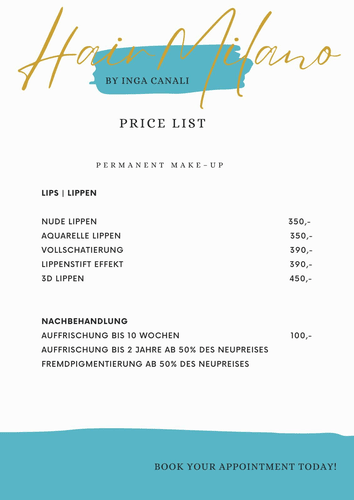 Hair Milano
BY INGA CANALI
PRICE LIST
PERMANENT MAKE-UP
LIPS | LIPPEN
NUDE LIPPEN 350,-
AQUARELLE LIPPEN 350,-
VOLLSCHATIERUNG 390,-
LIPPENSTIFT EFFEKT 390,-
3D LIPPEN 450,-
NACHBEHANDLUNG
AUFFRISCHUNG BIS 10 WOCHEN 100,-
AUFFRISCHUNG BIS 2 JAHRE AB 50% DES NEUPREISES
FREMDPIGMENTIERUNG AB 50% DES NEUPREISES
BOOK YOUR APPOINTMENT TODAY!